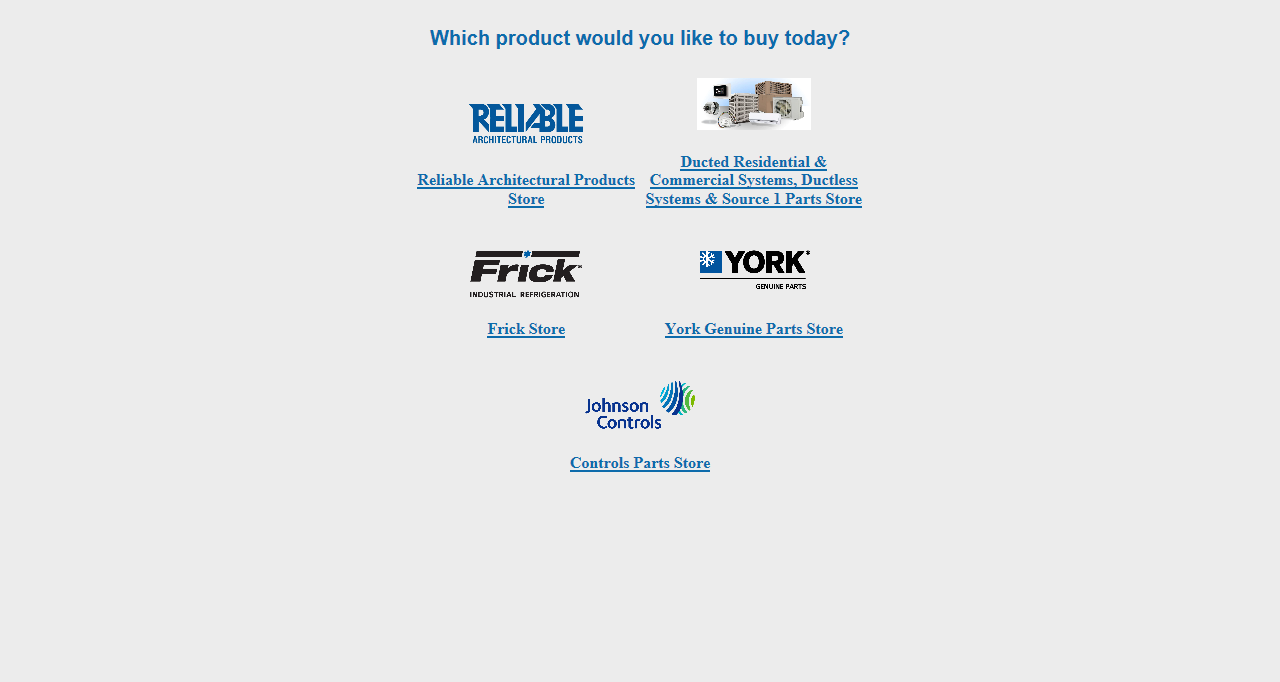 Which product would you like to buy today?
RELIABLE
ARCHITECTURAL PRODUCTS
Reliable Architectural Products
Store
Ducted Residential &
Commercial Systems, Ductless
Systems & Source 1 Parts Store
Frick
INDUSTRIAL REFRIGERATION
Frick Store
YORK
GENUINE PARTS
York Genuine Parts Store
Johnson
Controls
Controls Parts Store